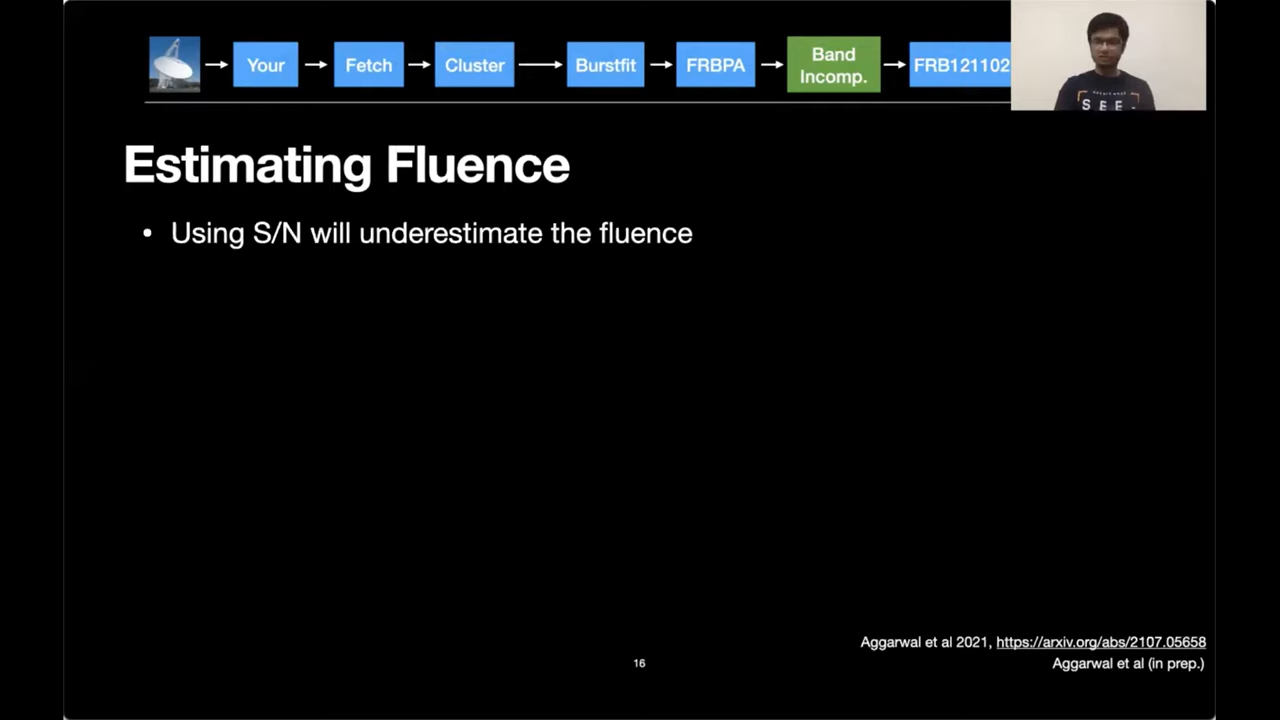 Your
Fetch
Cluster
Burstfit
FRBPA
Band
Incomp.
FRB121102
Estimating Fluence
• Using S/N will underestimate the fluence
Aggarwal et al 2021, https://arxiv.org/abs/2107.05658
Aggarwal et al (in prep.)
16